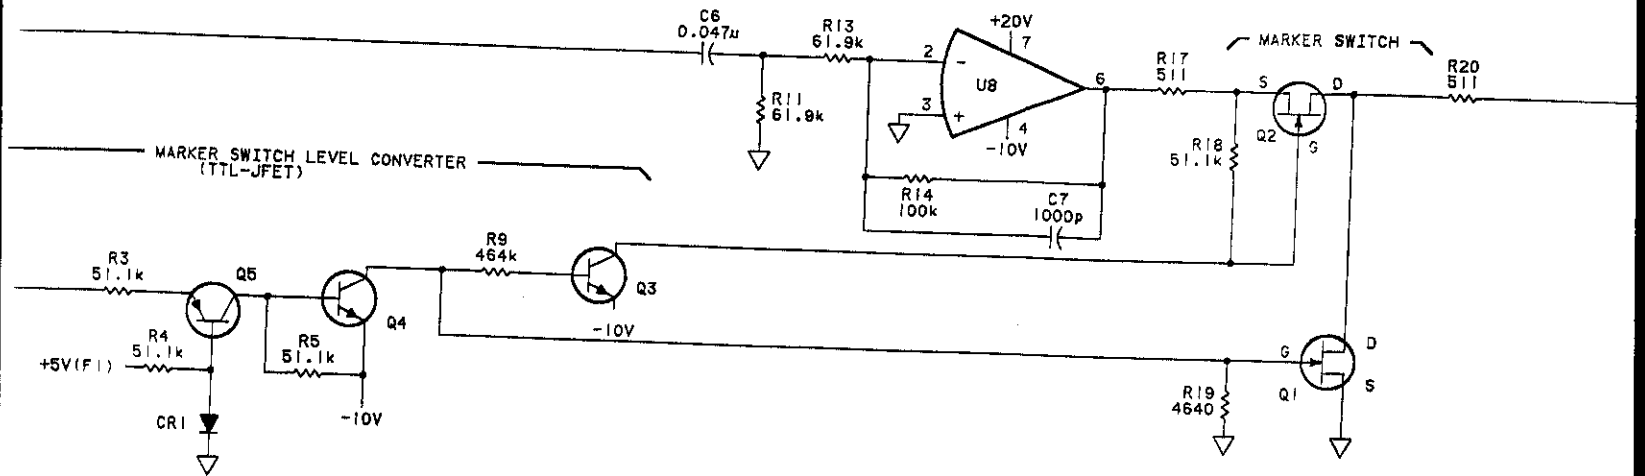 C6
0.047u
R13
61.9k
+20V
7
MARKER SWITCH
2
-
U8
6
R17
511
S
D
R20
511
R11
61.9k
3
+
4
-10V
Q2
G
R18
51.1k
MARKER SWITCH LEVEL CONVERTER
(TTL-JFET)
R14
100k
C7
1000p
R3
51.1k
Q5
R9
464k
Q3
Q4
-10V
R4
51.1k
R5
51.1k
+5V(F1)
G
D
Q1
S
R19
4640
CR1
-10V